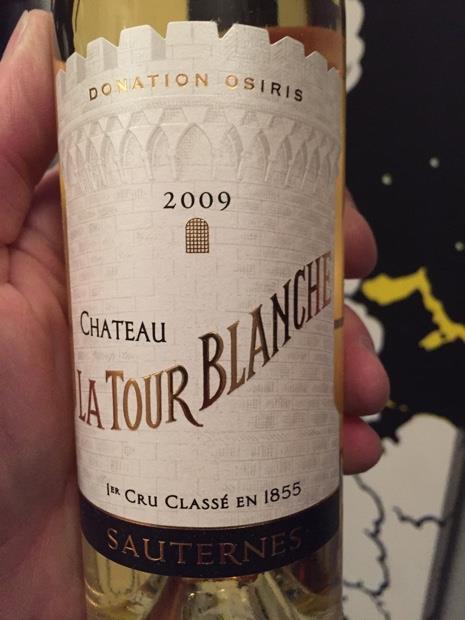 DONATION OSIRIS
2009
CHATEAU
LA TOUR BLANCHE
1ER CRU CLASSÉ EN 1855
SAUTERNES